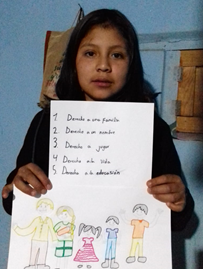 1. Derecho a una familia
2. Derecho a un nombre
3 Derecho a jugar
4 Derecho a la vida
5. Derecho a la educación